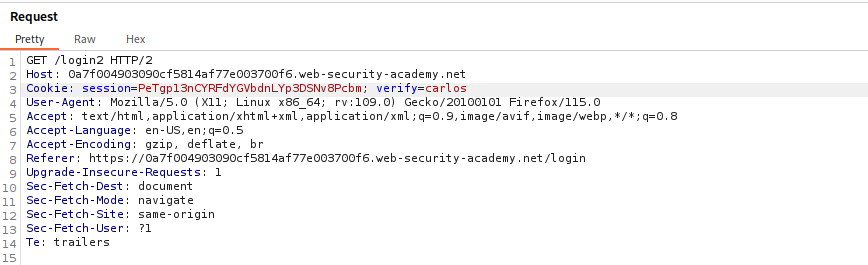 Request
Pretty Raw Hex
1 GET /login2 HTTP/2
2 Host: 0a7f004903090cf5814af77e003700f6.web-security-academy.net
3 Cookie: session=PeTgp13nCYRFdYGVbdnLYp3DSNv8Pcbm; verify=carlos
4 User-Agent: Mozilla/5.0 (X11; Linux x86_64; rv:109.0) Gecko/20100101 Firefox/115.0
5 Accept: text/html,application/xhtml+xml,application/xml;q=0.9,image/avif,image/webp,*/*;q=0.8
6 Accept-Language: en-US,en;q=0.5
7 Accept-Encoding: gzip, deflate, br
8 Referer: https://0a7f004903090cf5814af77e003700f6.web-security-academy.net/login
9 Upgrade-Insecure-Requests: 1
10 Sec-Fetch-Dest: document
11 Sec-Fetch-Mode: navigate
12 Sec-Fetch-Site: same-origin
13 Sec-Fetch-User: ?1
14 Te: trailers
15